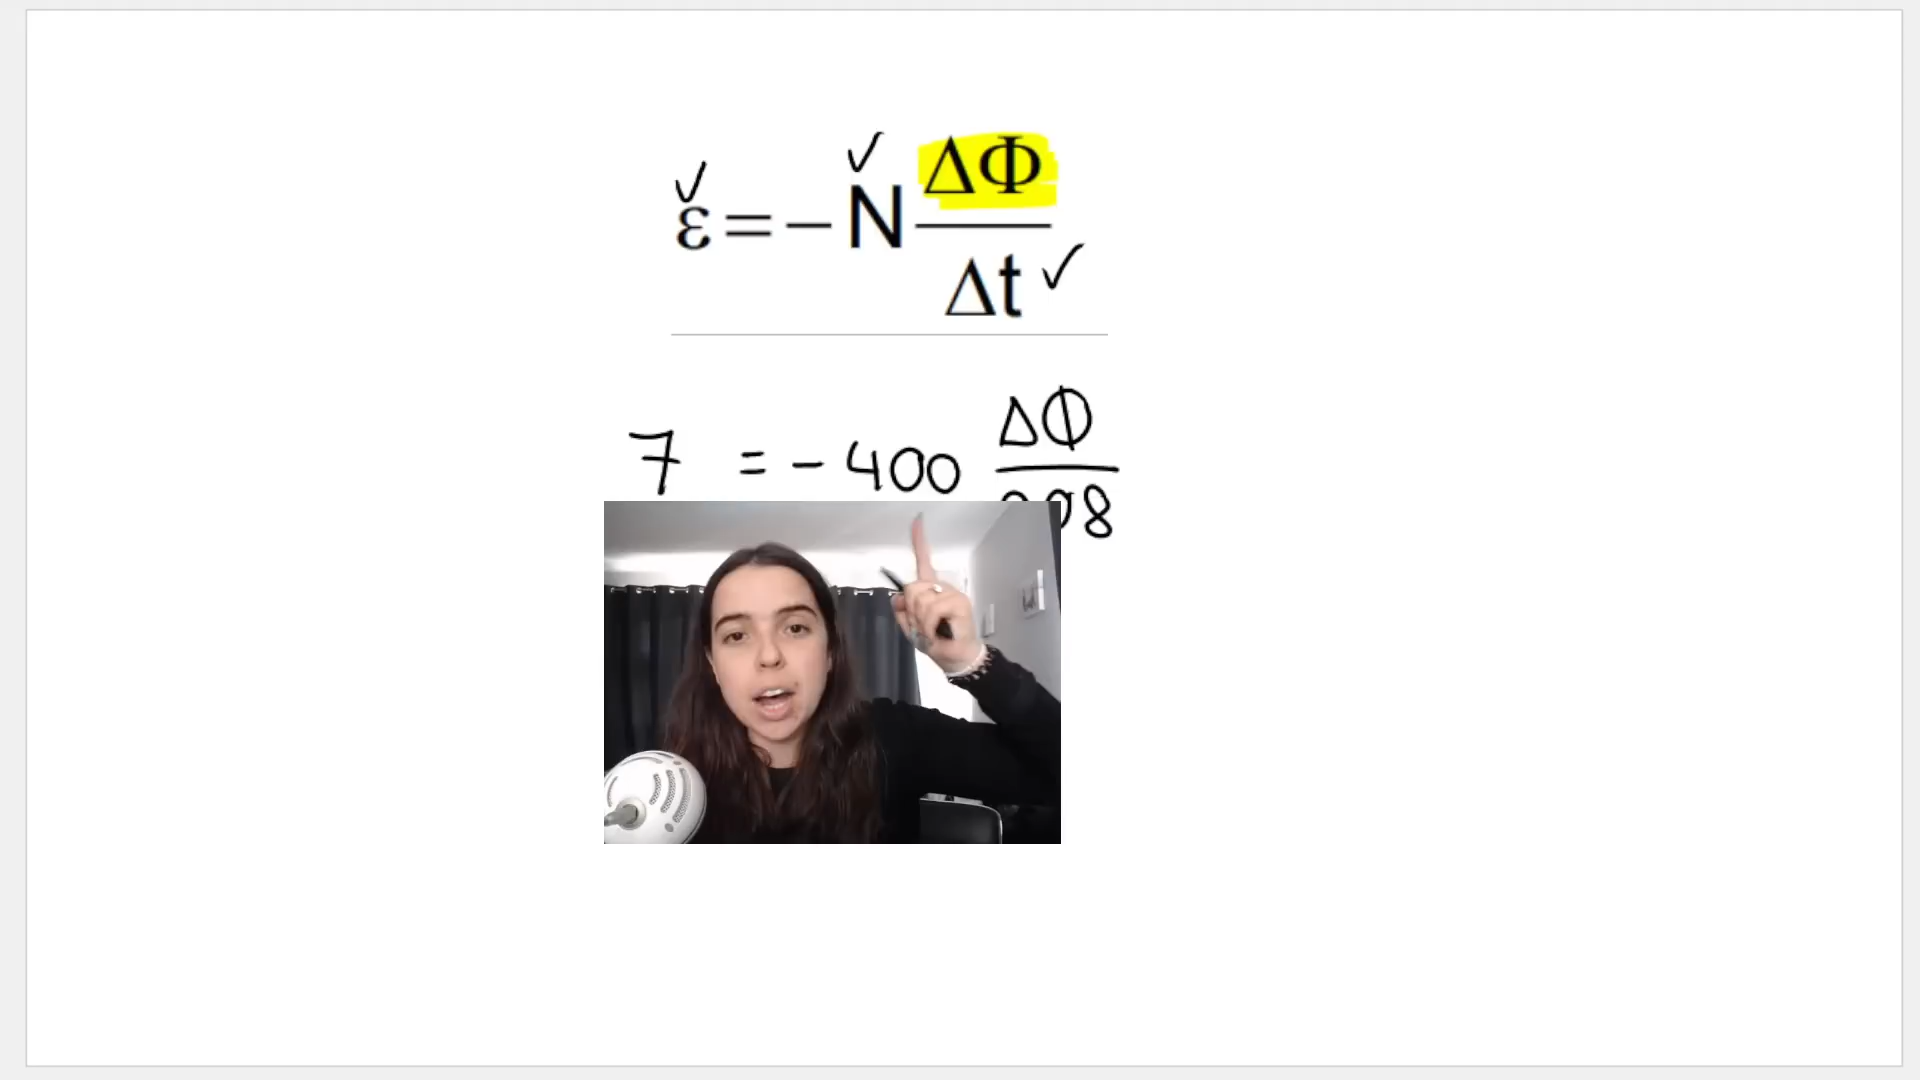 ε = − N ΔΦ
Δt
7 = − 400 ΔΦ